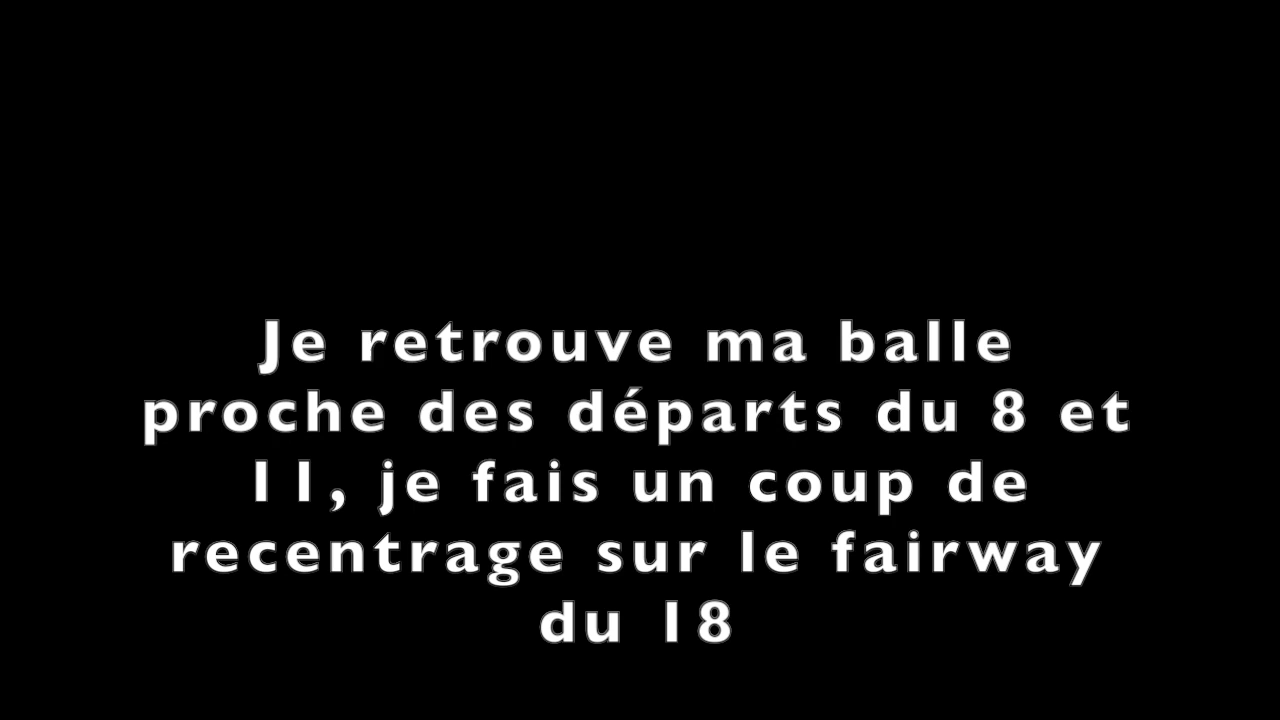 Je retrouve ma balle
proche des départs du 8 et
11, je fais un coup de
recentrage sur le fairway
du 18